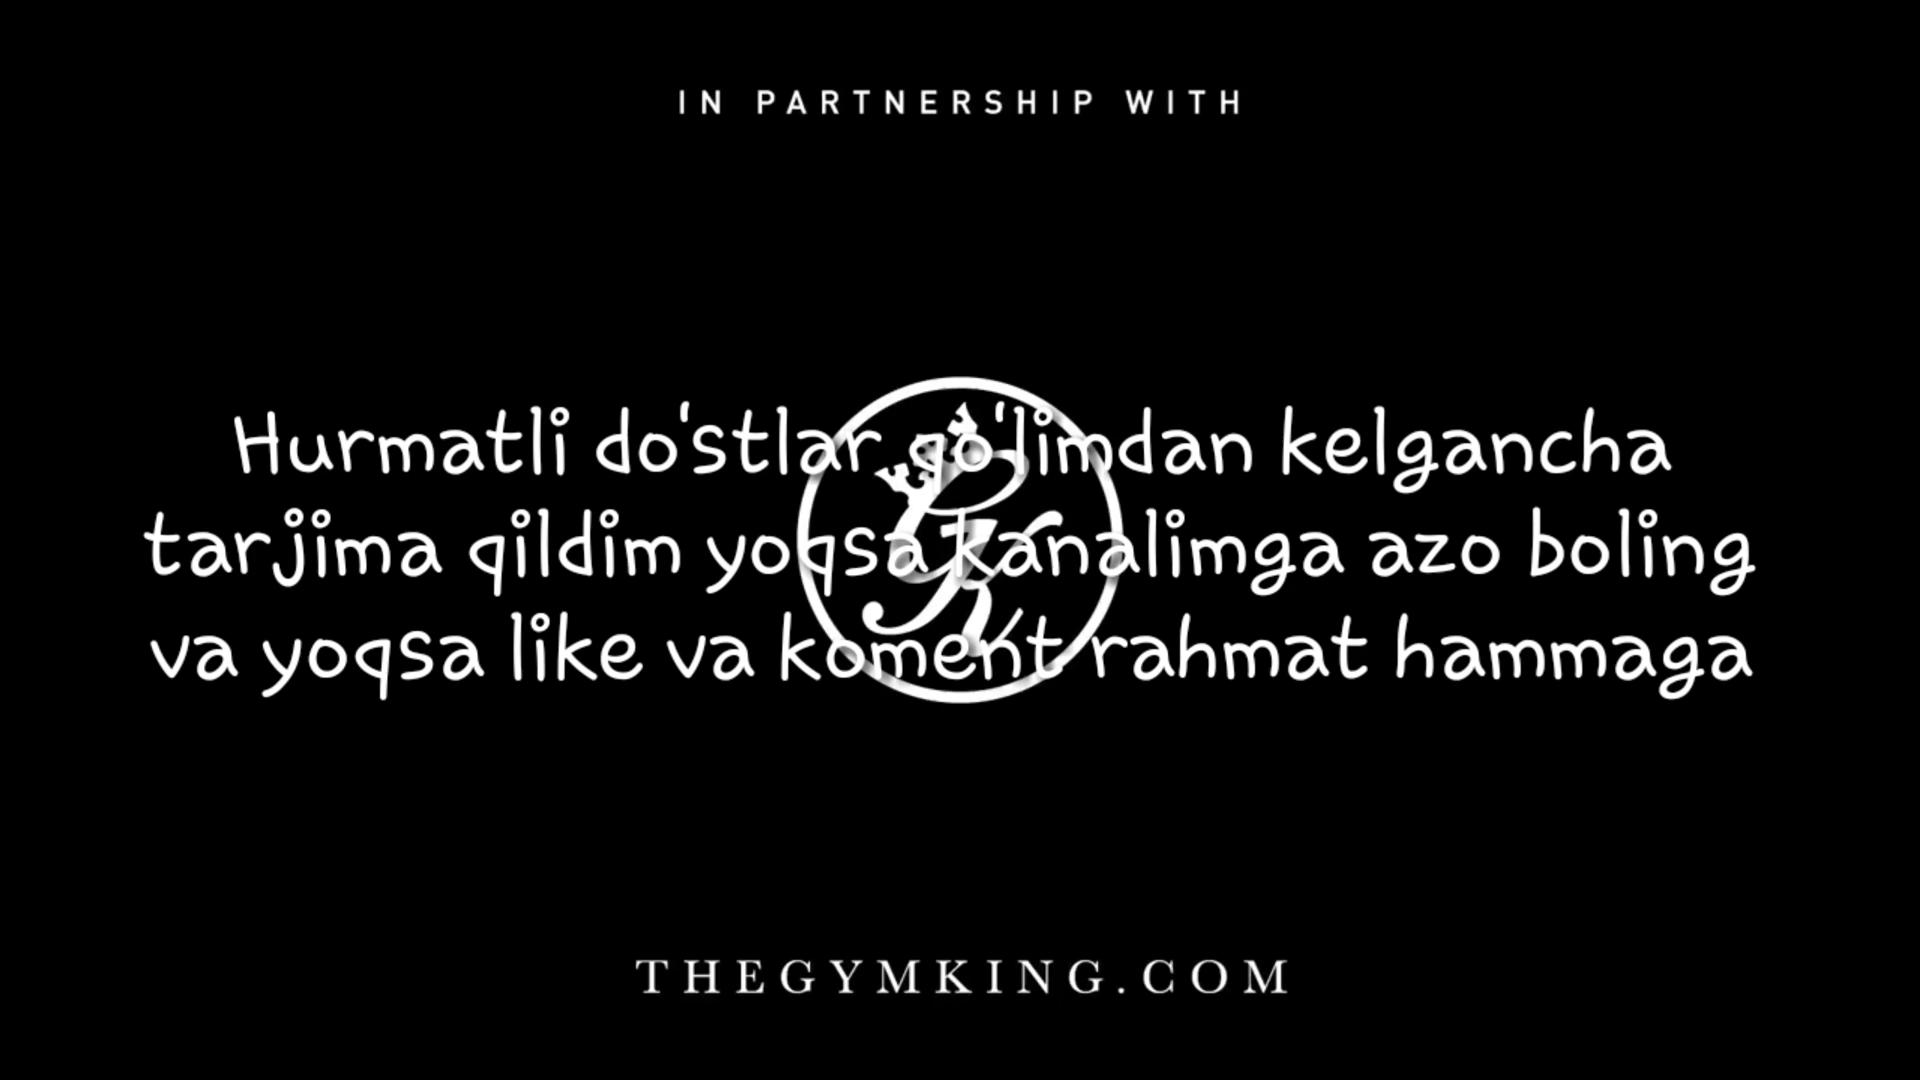 IN PARTNERSHIP WITH
Hurmatli do'stlar qo'limdan kelgancha
tarjima qildim yoqsa kanalimga azo boling
va yoqsa like va koment rahmat hammaga
GK
THEGYMKING.COM